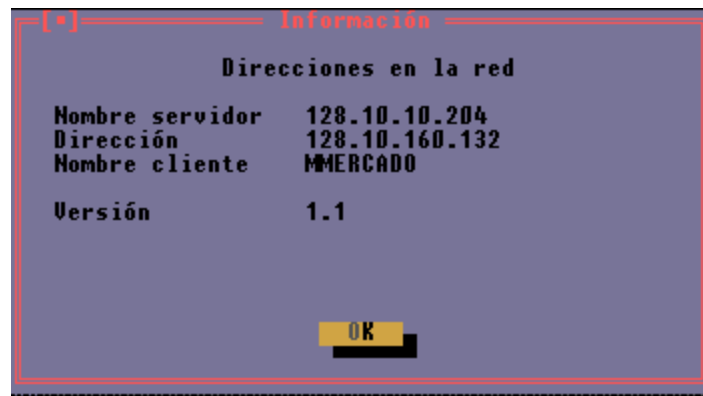 [▪] Información
Direcciones en la red
Nombre servidor 128.10.10.204
Dirección 128.10.160.132
Nombre cliente MMERCADO
Versión 1.1
OK